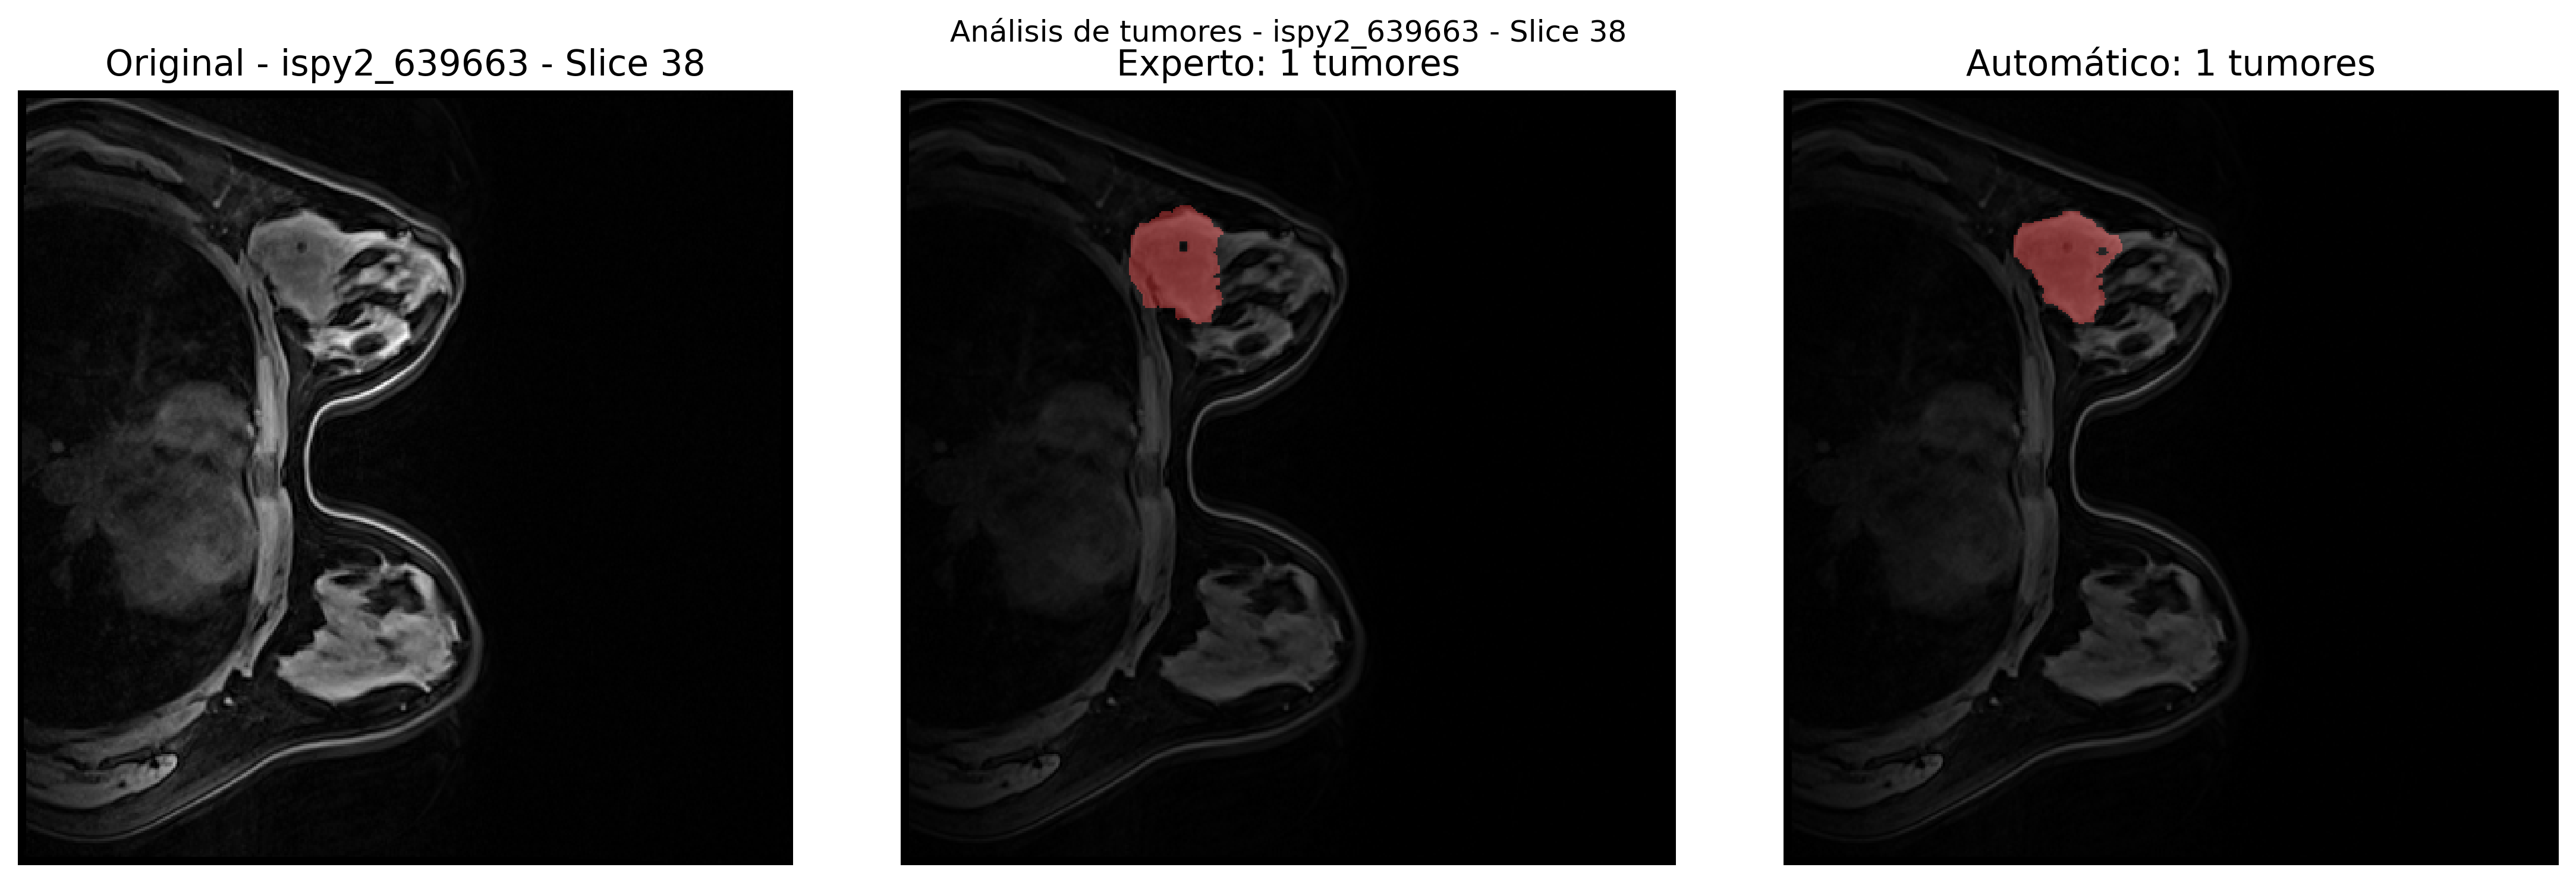 Análisis de tumores - ispy2_639663 - Slice 38
Original - ispy2_639663 - Slice 38
Experto: 1 tumores
Automático: 1 tumores